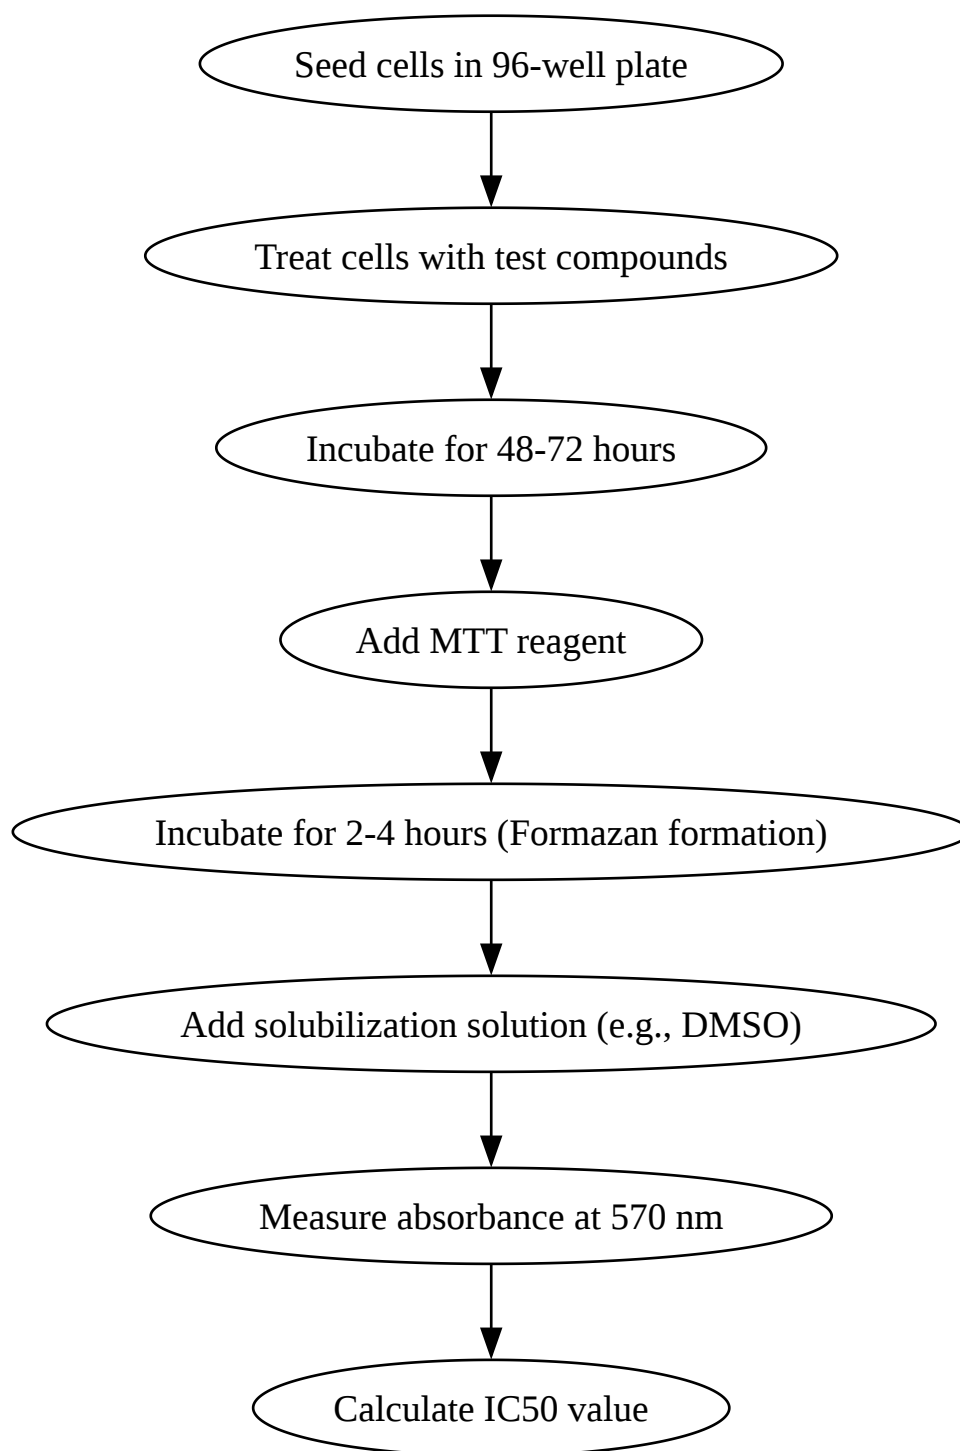 Seed cells in 96-well plate
Treat cells with test compounds
Incubate for 48-72 hours
Add MTT reagent
Incubate for 2-4 hours (Formazan formation)
Add solubilization solution (e.g., DMSO)
Measure absorbance at 570 nm
Calculate IC50 value